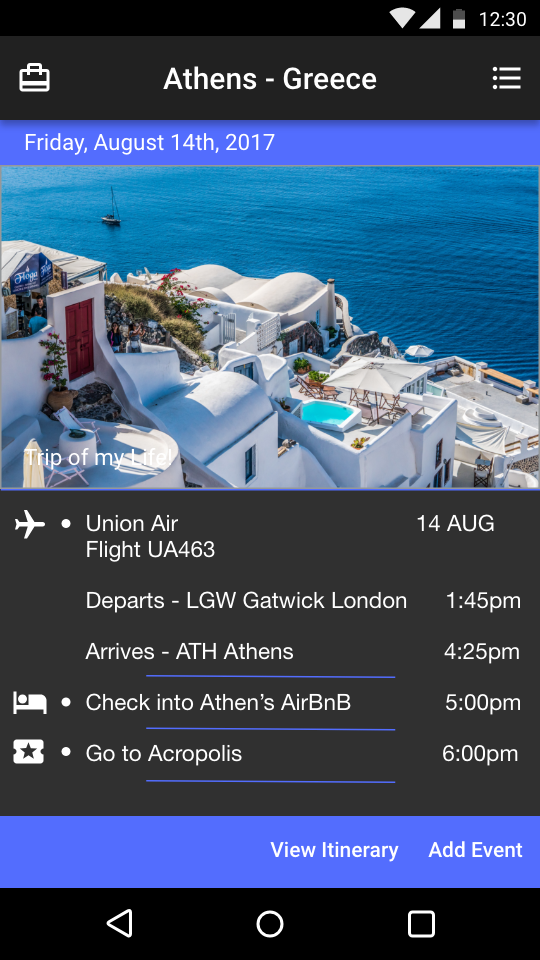 12:30
Athens - Greece
Friday, August 14th, 2017
Trip of my Life!
Union Air 14 AUG
Flight UA463
Departs - LGW Gatwick London 1:45pm
Arrives - ATH Athens 4:25pm
Check into Athen’s AirBnB 5:00pm
Go to Acropolis 6:00pm
View Itinerary Add Event